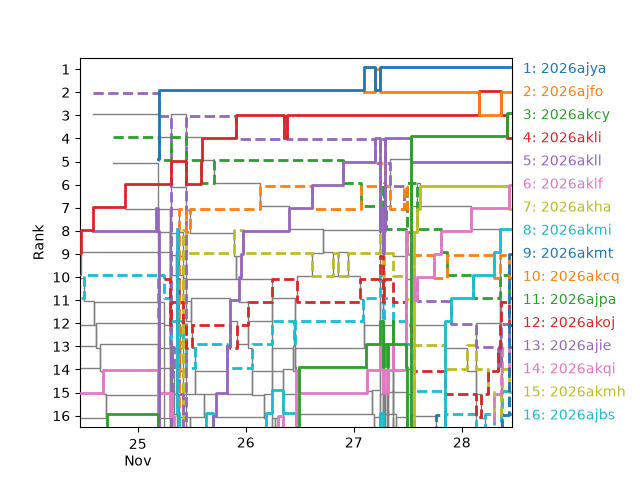 1
2
3
4
5
6
7
8
9
10
11
12
13
14
15
16
Rank
25
26
27
28
Nov
1: 2026ajya
2: 2026ajfo
3: 2026akcy
4: 2026akli
5: 2026akll
6: 2026aklf
7: 2026akha
8: 2026akmi
9: 2026akmt
10: 2026akcq
11: 2026ajpa
12: 2026akoj
13: 2026ajie
14: 2026akqi
15: 2026akmh
16: 2026ajbs